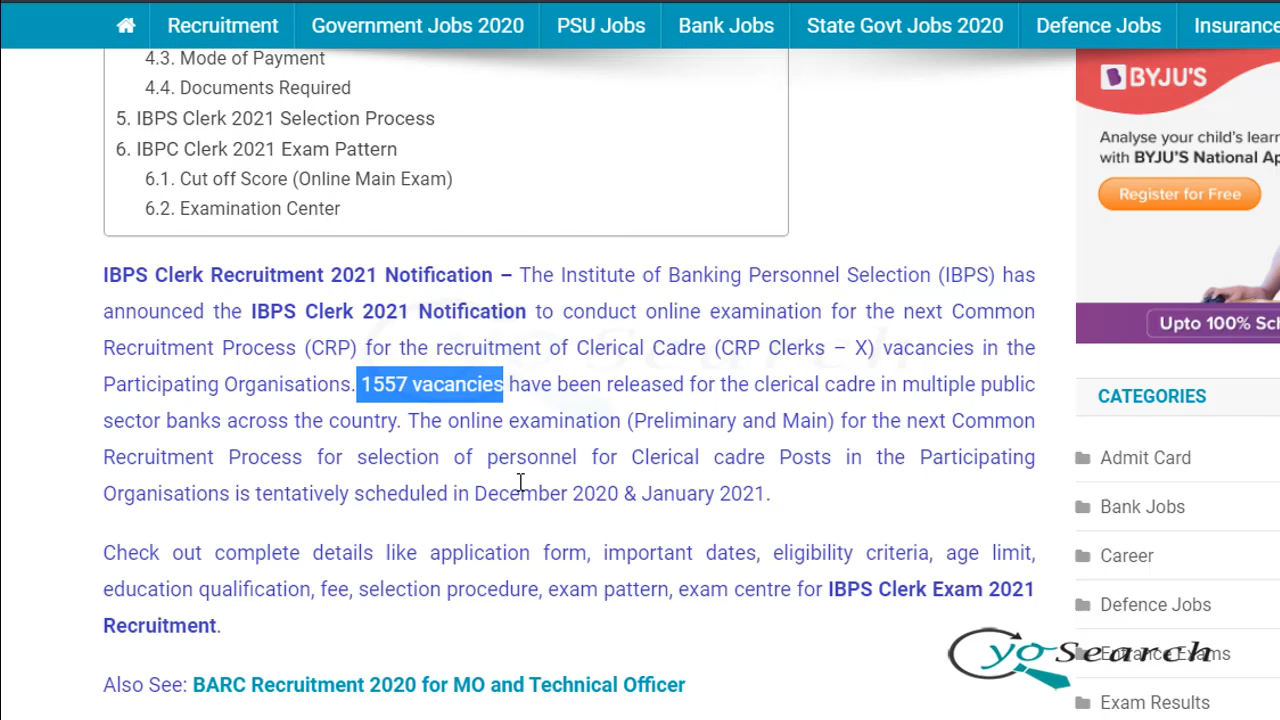 Recruitment Government Jobs 2020 PSU Jobs Bank Jobs State Govt Jobs 2020 Defence Jobs Insurance
4.3. Mode of Payment
4.4. Documents Required
5. IBPS Clerk 2021 Selection Process
6. IBPC Clerk 2021 Exam Pattern
6.1. Cut off Score (Online Main Exam)
6.2. Examination Center
IBPS Clerk Recruitment 2021 Notification – The Institute of Banking Personnel Selection (IBPS) has
announced the IBPS Clerk 2021 Notification to conduct online examination for the next Common
Recruitment Process (CRP) for the recruitment of Clerical Cadre (CRP Clerks – X) vacancies in the
Participating Organisations. 1557 vacancies have been released for the clerical cadre in multiple public
sector banks across the country. The online examination (Preliminary and Main) for the next Common
Recruitment Process for selection of personnel for Clerical cadre Posts in the Participating
Organisations is tentatively scheduled in December 2020 & January 2021.
Check out complete details like application form, important dates, eligibility criteria, age limit,
education qualification, fee, selection procedure, exam pattern, exam centre for IBPS Clerk Exam 2021
Recruitment.
Also See: BARC Recruitment 2020 for MO and Technical Officer
BYJU'S
Analyse your child's learn
with BYJU'S National Ap
Register for Free
Upto 100% Sch
CATEGORIES
Admit Card
Bank Jobs
Career
Defence Jobs
Entrance Exams
Exam Results
Cyo Search